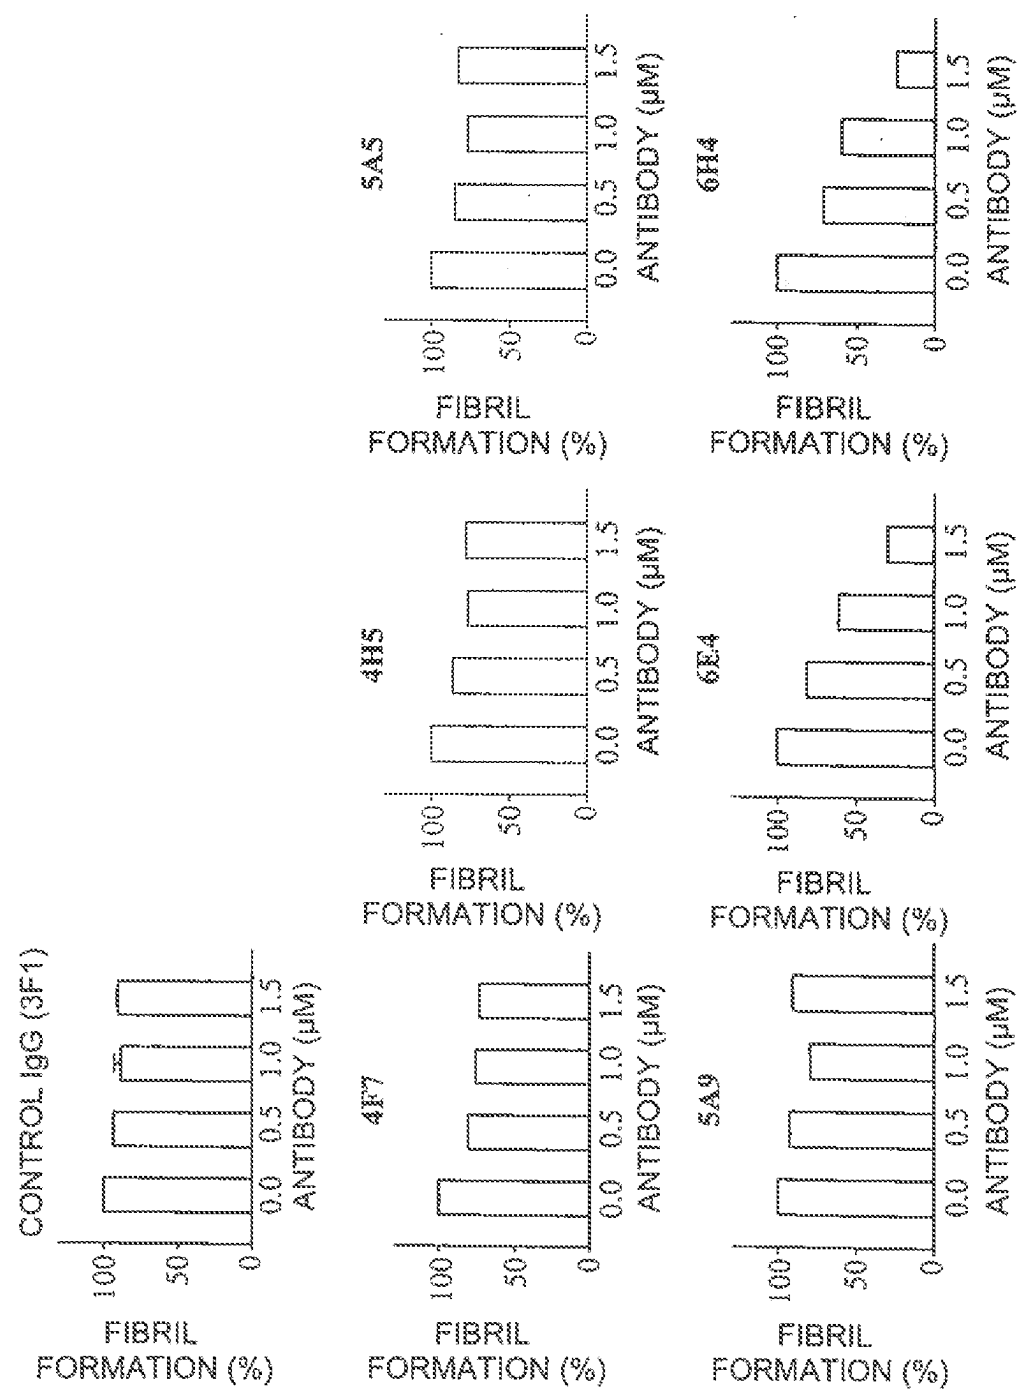 CONTROL IgG (3F1)
FIBRIL
FORMATION (%)
100
50
0
0.0 0.5 1.0 1.5
ANTIBODY (µM)
4F7
FIBRIL
FORMATION (%)
100
50
0
0.0 0.5 1.0 1.5
ANTIBODY (µM)
4H5
FIBRIL
FORMATION (%)
100
50
0
0.0 0.5 1.0 1.5
ANTIBODY (µM)
5A5
FIBRIL
FORMATION (%)
100
50
0
0.0 0.5 1.0 1.5
ANTIBODY (µM)
5A9
FIBRIL
FORMATION (%)
100
50
0
0.0 0.5 1.0 1.5
ANTIBODY (µM)
6E4
FIBRIL
FORMATION (%)
100
50
0
0.0 0.5 1.0 1.5
ANTIBODY (µM)
6H4
FIBRIL
FORMATION (%)
100
50
0
0.0 0.5 1.0 1.5
ANTIBODY (µM)